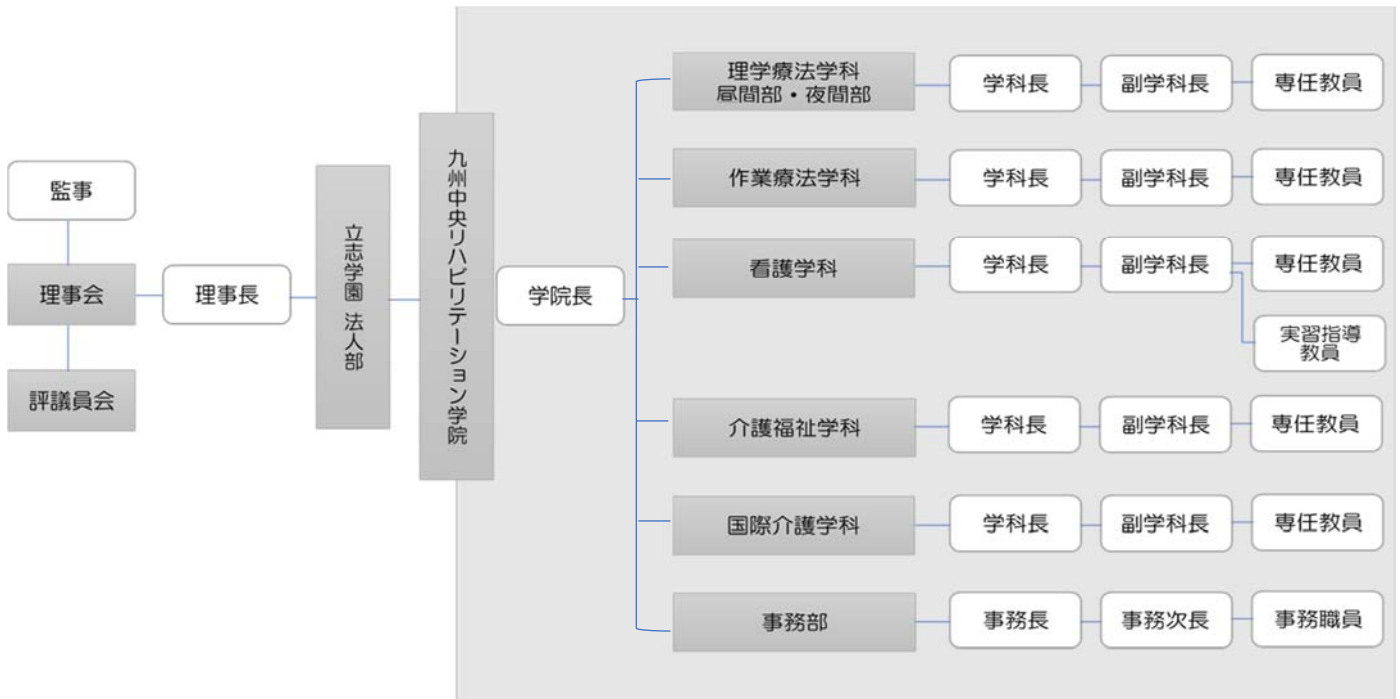 監事
理事会
評議員会
理事長
立志学園 法人部
九州中央リハビリテーション学院
学院長
理学療法学科
昼間部・夜間部
学科長
副学科長
専任教員
作業療法学科
学科長
副学科長
専任教員
看護学科
学科長
副学科長
専任教員
実習指導
教員
介護福祉学科
学科長
副学科長
専任教員
国際介護学科
学科長
副学科長
専任教員
事務部
事務長
事務次長
事務職員